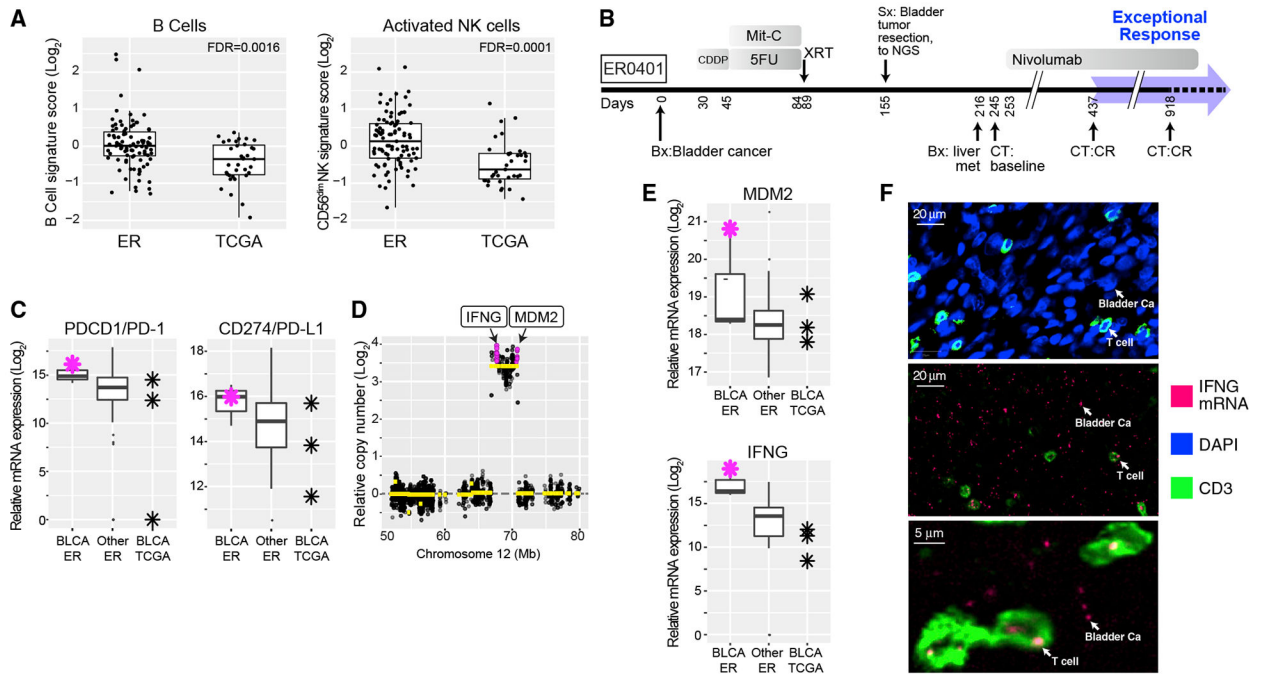 A
B Cells
FDR=0.0016
B Cell signature score (Log2)
2
1
0
−1
−2
ER
TCGA
Activated NK cells
FDR=0.0001
CD56dim NK signature score (Log2)
2
1
0
−1
−2
ER
TCGA
B
Exceptional
Response
Sx: Bladder
tumor
resection,
to NGS
Mit-C
CDDP
5FU
XRT
Nivolumab
ER0401
Days
0
30
45
84
89
155
216
245
253
437
918
Bx:Bladder cancer
Bx: liver
met
CT:
baseline
CT:CR
CT:CR
C
PDCD1/PD-1
Relative mRNA expression (Log2)
15
10
5
0
BLCA
ER
Other
ER
BLCA
TCGA
CD274/PD-L1
18
16
14
12
BLCA
ER
Other
ER
BLCA
TCGA
D
IFNG
MDM2
Relative copy number (Log2)
4
3
2
1
0
50
60
70
80
Chromosome 12 (Mb)
E
MDM2
Relative mRNA expression (Log2)
21
20
19
18
17
BLCA
ER
Other
ER
BLCA
TCGA
IFNG
Relative mRNA expression (Log2)
15
10
5
0
BLCA
ER
Other
ER
BLCA
TCGA
F
20 μm
Bladder Ca
T cell
20 μm
Bladder Ca
T cell
5 μm
Bladder Ca
T cell
IFNG
mRNA
DAPI
CD3